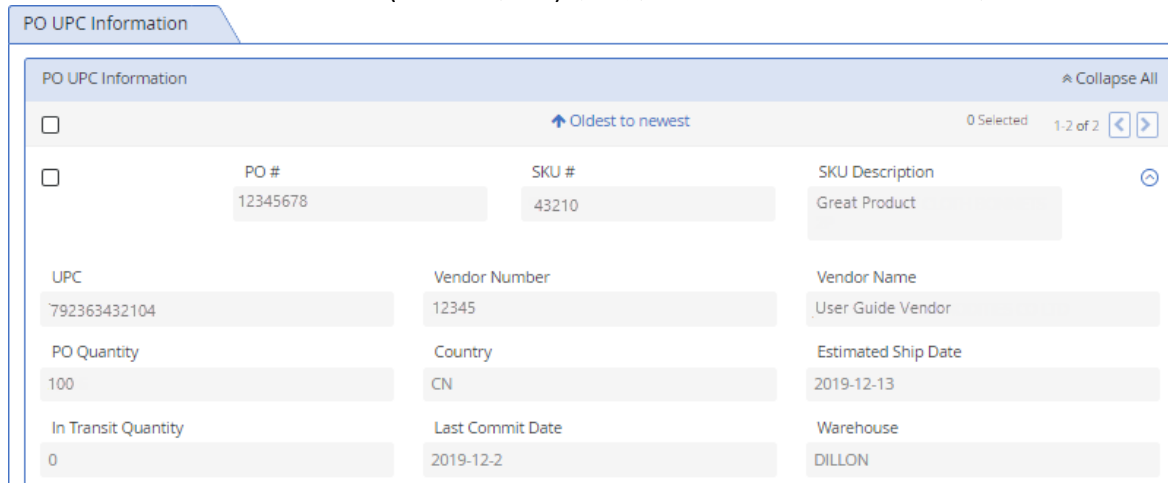 PO UPC Information
PO UPC Information Collapse All
Oldest to newest 0 Selected 1-2 of 2
PO # SKU # SKU Description
12345678 43210 Great Product
UPC Vendor Number Vendor Name
792363432104 12345 User Guide Vendor
PO Quantity Country Estimated Ship Date
100 CN 2019-12-13
In Transit Quantity Last Commit Date Warehouse
0 2019-12-2 DILLON